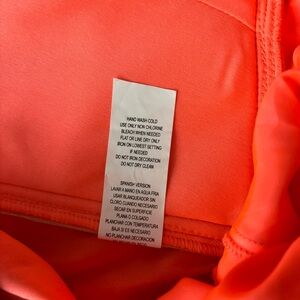 HAND WASH COLD
USE ONLY NON CHLORINE
BLEACH WHEN NEEDED
FLAT OR LINE DRY ONLY
IRON ON LOWEST SETTING
IF NEEDED
DO NOT IRON DECORATION
DO NOT DRY CLEAN
SPANISH VERSION
LAVAR A MANO EN AGUA FRIA
USAR BLANQUEADOR SIN
CLORO CUANDO NECESARIO
SECAR EN SUPERFICIE
PLANA O COLGADO
PLANCHAR CON TEMPERATURA
BAJA SI ES NECESARIO
NO PLANCHAR DECORACION